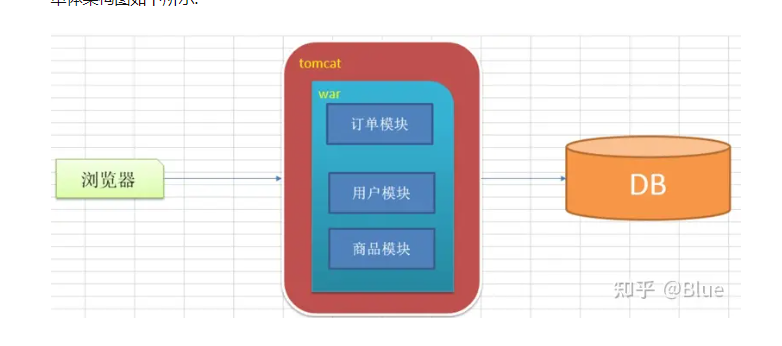 单体架构图如下所示:
tomcat
war
订单模块
浏览器
用户模块
DB
商品模块
知乎 @Blue